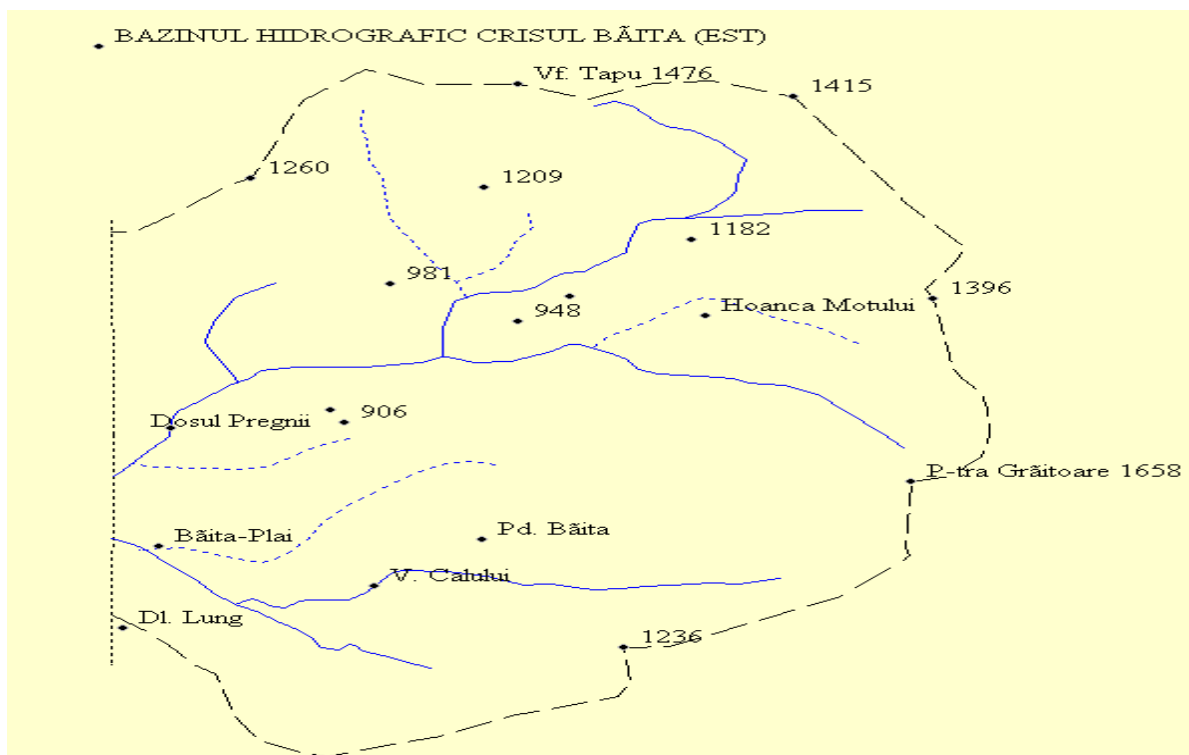 BAZINUL HIDROGRAFIC CRISUL BÃITA (EST)
Vf. Tapu 1476
1415
1260
1209
1182
981
1396
948
Hoanca Motului
Dosul Pregnii
906
P-tra Grãitoare 1658
Bãita-Plai
Pd. Bãita
V. Calului
Dl. Lung
1236